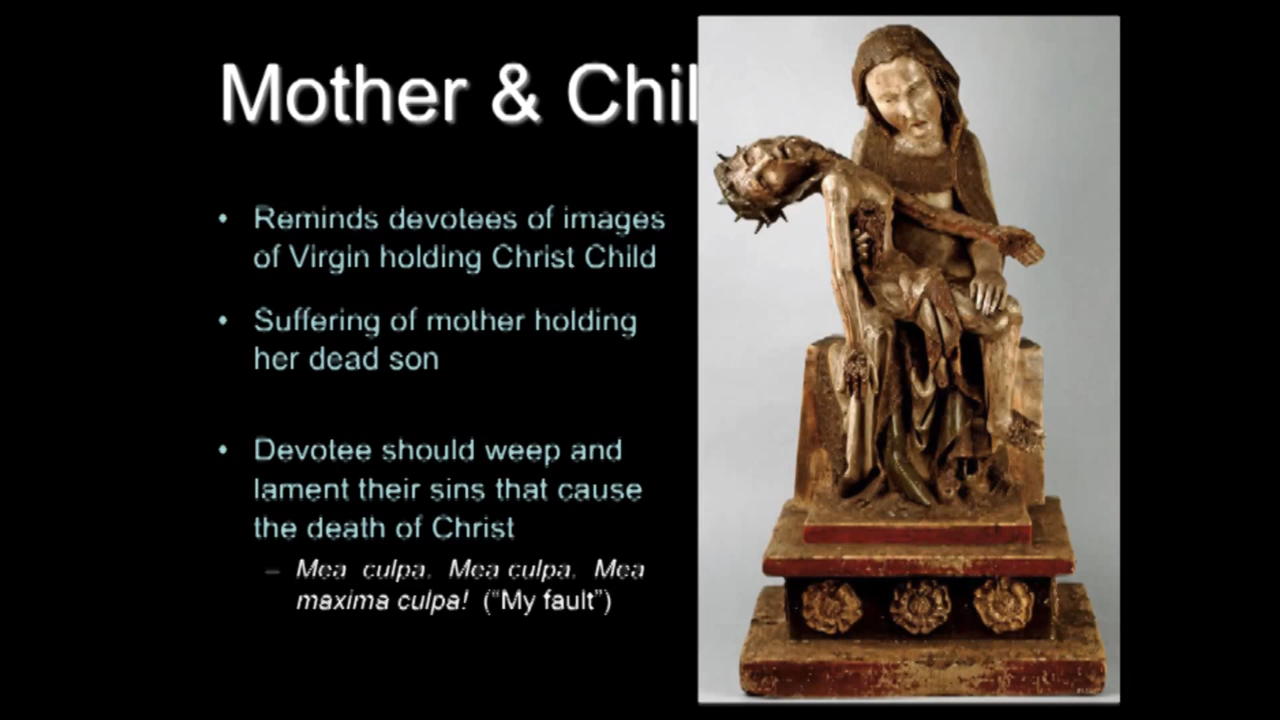 Mother & Chil
• Reminds devotees of images
of Virgin holding Christ Child
• Suffering of mother holding
her dead son
• Devotee should weep and
lament their sins that cause
the death of Christ
– Mea culpa. Mea culpa. Mea
maxima culpa! (“My fault”)